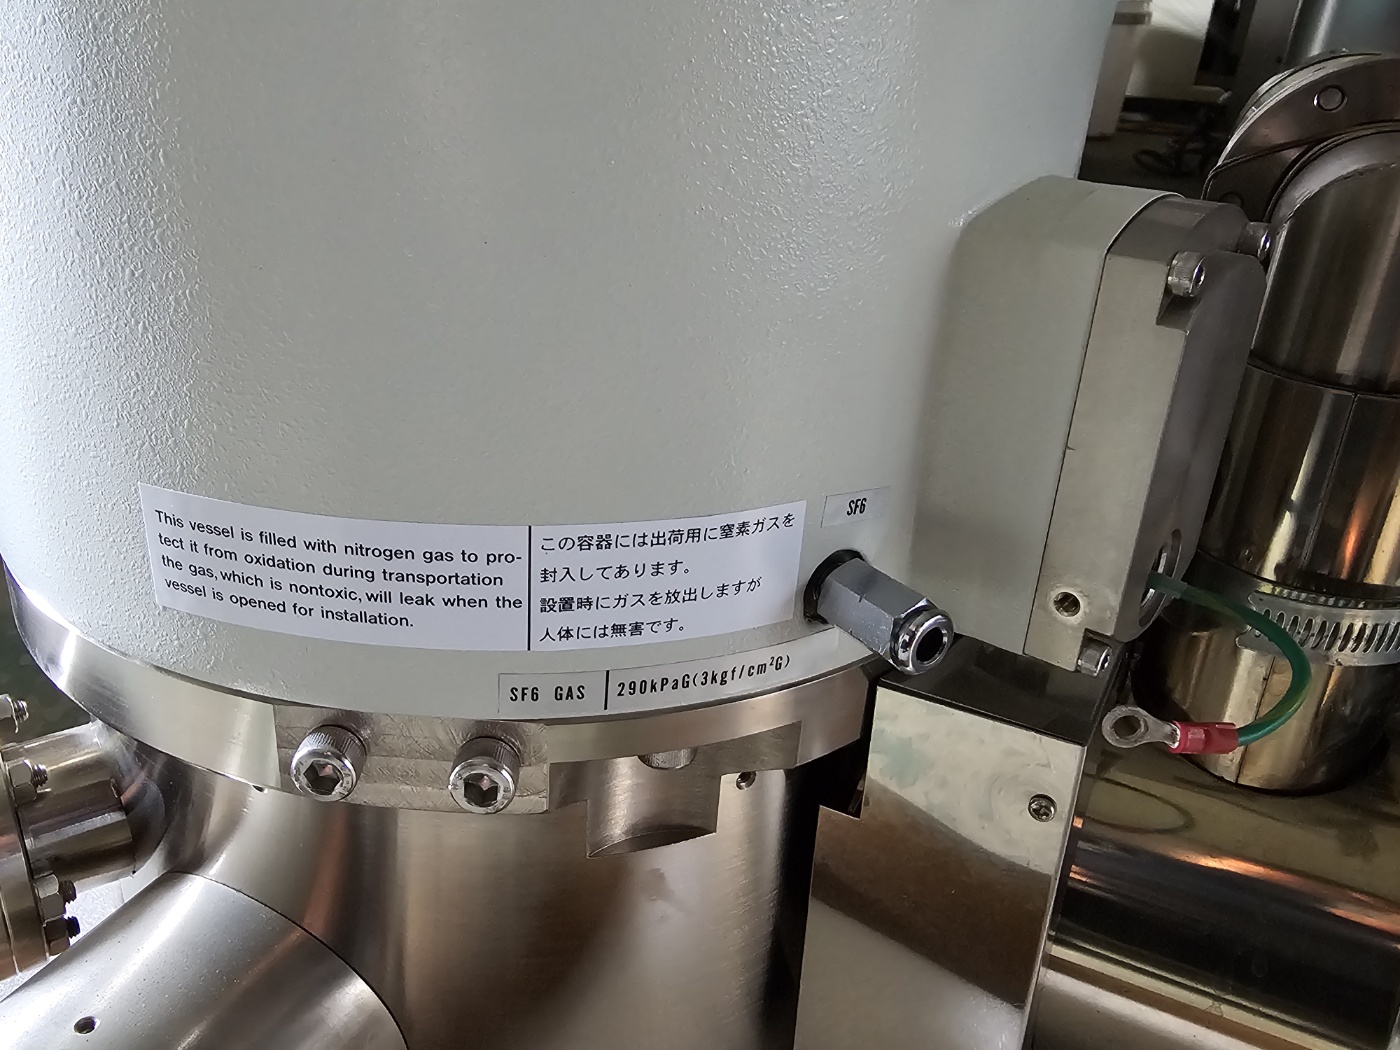 This vessel is filled with nitrogen gas to pro-
tect it from oxidation during transportation
the gas, which is nontoxic, will leak when the
vessel is opened for installation.
この容器には出荷用に窒素ガスを
封入してあります。
設置時にガスを放出しますが
人体には無害です。
SF6
SF6 GAS
290kPaG(3kgf/cm²G)